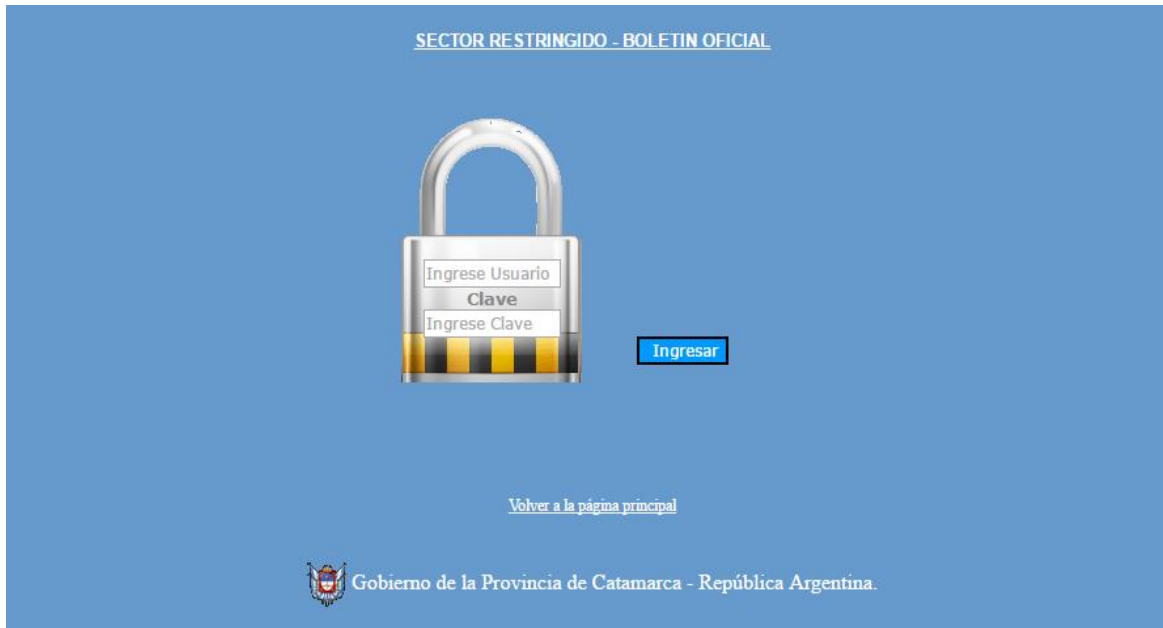 SECTOR RESTRINGIDO - BOLETIN OFICIAL
Ingrese Usuario
Clave
Ingrese Clave
Ingresar
Volver a la página principal
Gobierno de la Provincia de Catamarca - República Argentina.